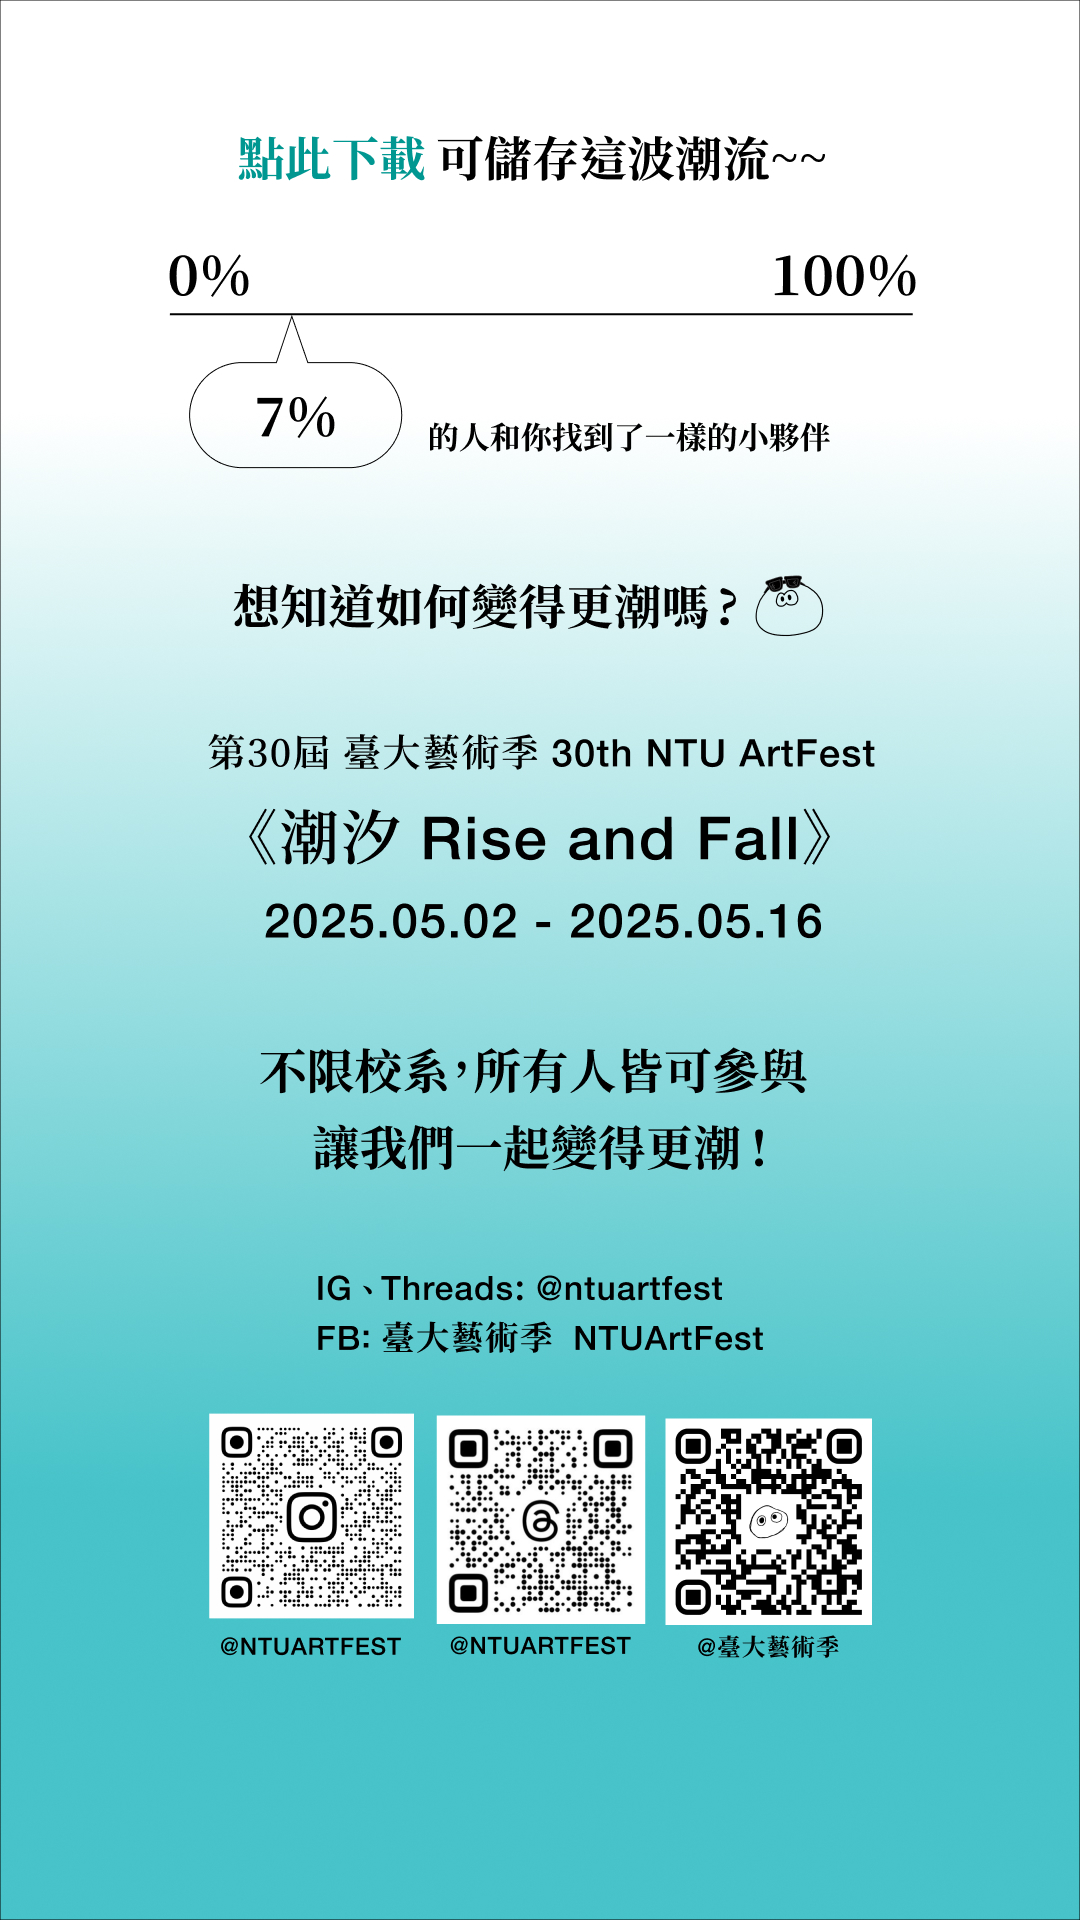 點此下載 可儲存這波潮流~~
0% 100%
7% 的人和你找到了一樣的小夥伴
想知道如何變得更潮嗎？
第30屆 臺大藝術季 30th NTU ArtFest
《潮汐 Rise and Fall》
2025.05.02 - 2025.05.16
不限校系，所有人皆可參與
讓我們一起變得更潮！
IG、Threads: @ntuartfest
FB: 臺大藝術季 NTUArtFest
@NTUARTFEST @NTUARTFEST @臺大藝術季